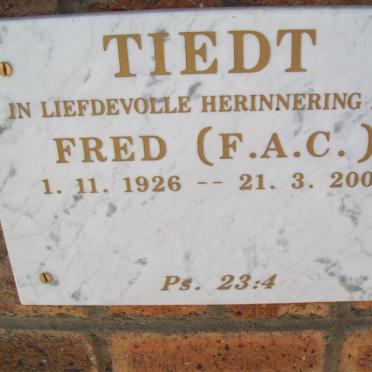 TIEDT
IN LIEFDEVOLLE HERINNERING
FRED (F.A.C.)
1. 11. 1926 -- 21. 3. 200
Ps. 23:4